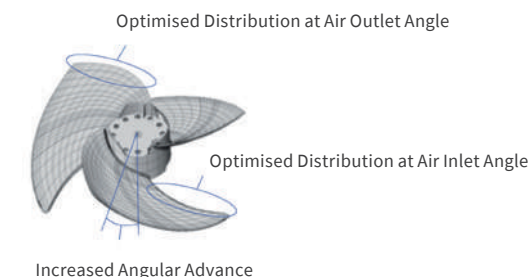 Optimised Distribution at Air Outlet Angle
Optimised Distribution at Air Inlet Angle
Increased Angular Advance